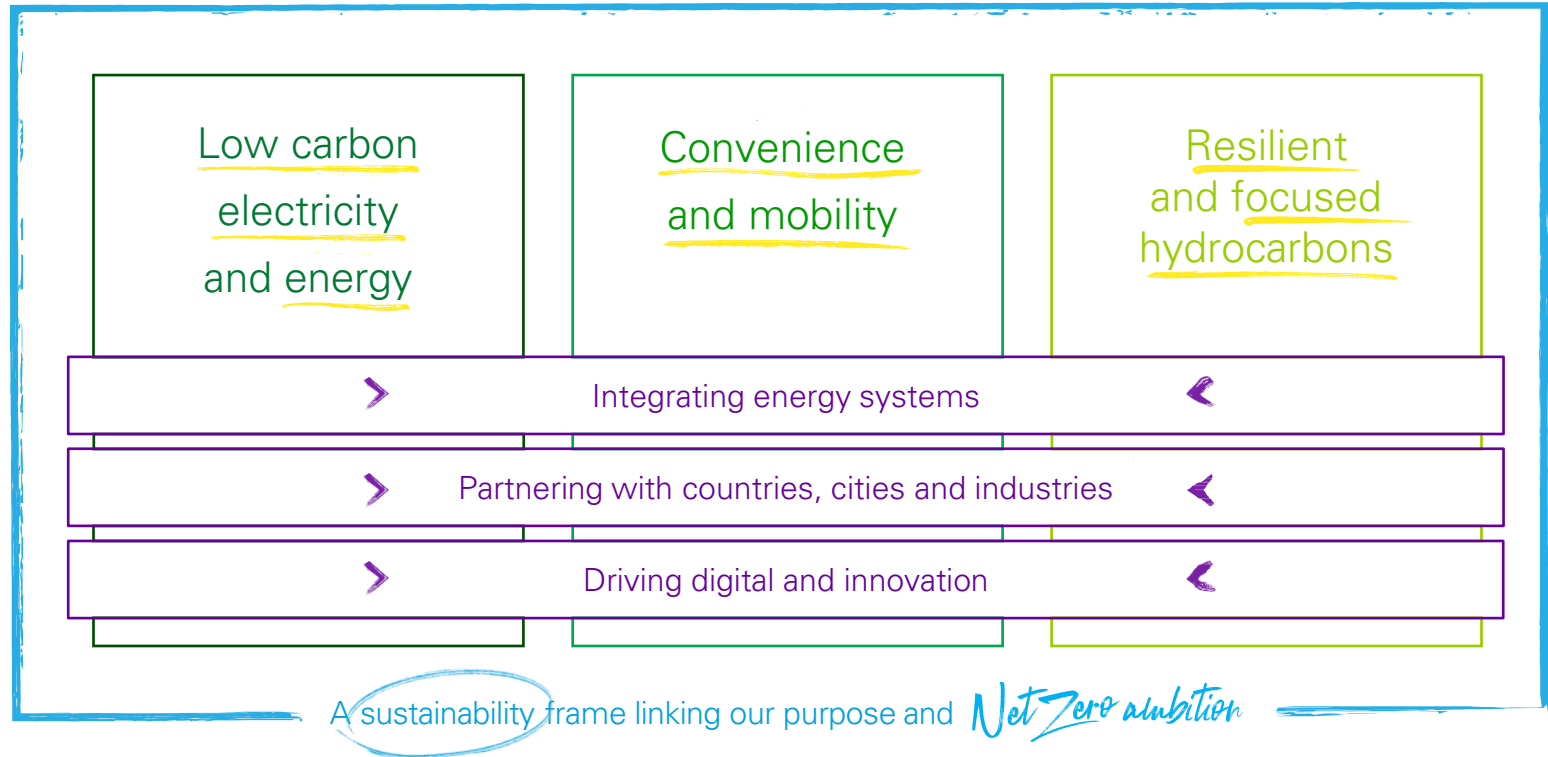 Low carbon
electricity
and energy
Convenience
and mobility
Resilient
and focused
hydrocarbons
Integrating energy systems
Partnering with countries, cities and industries
Driving digital and innovation
A sustainability frame linking our purpose and Net Zero ambition